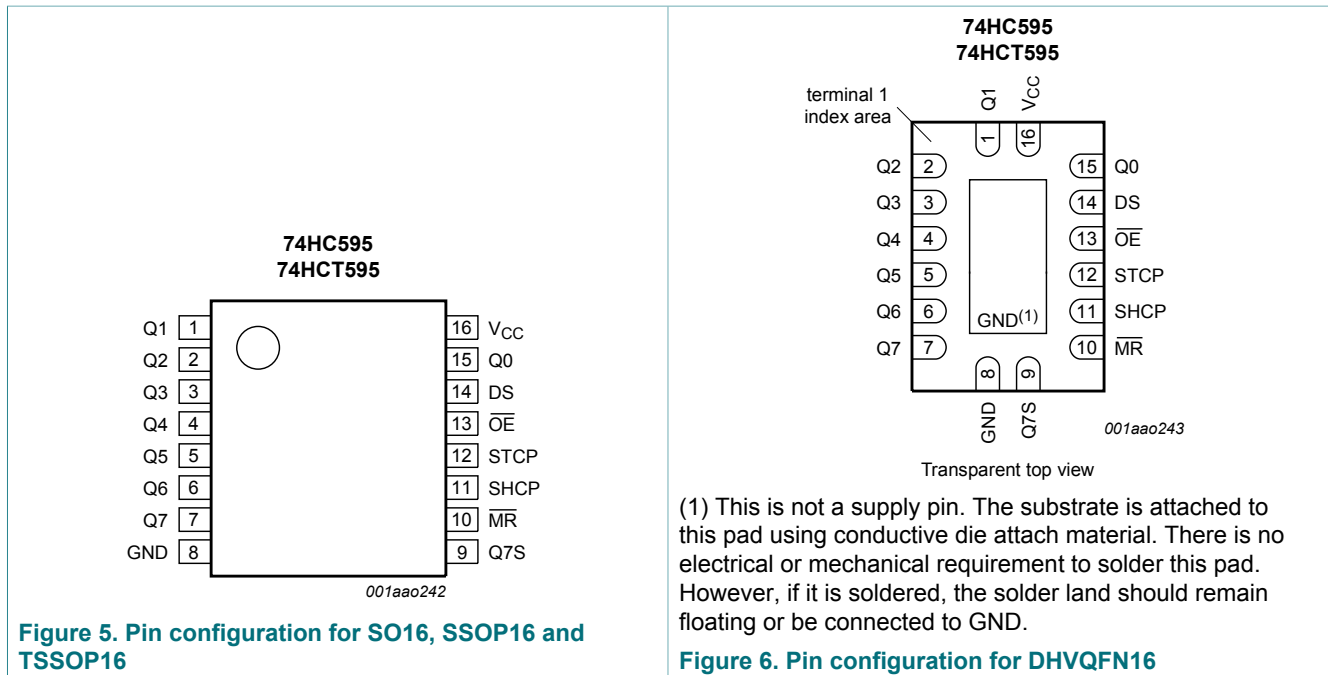 74HC595
74HCT595
Q1 1
Q2 2
Q3 3
Q4 4
Q5 5
Q6 6
Q7 7
GND 8
16 VCC
15 Q0
14 DS
13 OE
12 STCP
11 SHCP
10 MR
9 Q7S
001aao242
Figure 5. Pin configuration for SO16, SSOP16 and
TSSOP16
74HC595
74HCT595
terminal 1
index area
Q1
VCC
1
16
Q2 2
Q3 3
Q4 4
Q5 5
Q6 6
Q7 7
15 Q0
14 DS
13 OE
12 STCP
11 SHCP
10 MR
GND(1)
8
9
GND
Q7S
001aao243
Transparent top view
(1) This is not a supply pin. The substrate is attached to
this pad using conductive die attach material. There is no
electrical or mechanical requirement to solder this pad.
However, if it is soldered, the solder land should remain
floating or be connected to GND.
Figure 6. Pin configuration for DHVQFN16